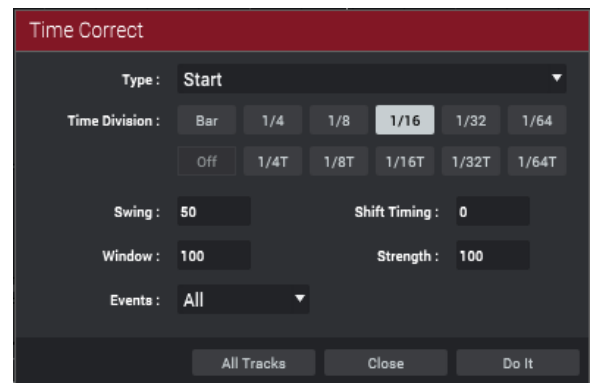 Time Correct
Type : Start
Time Division : Bar 1/4 1/8 1/16 1/32 1/64
Off 1/4T 1/8T 1/16T 1/32T 1/64T
Swing : 50 Shift Timing : 0
Window : 100 Strength : 100
Events : All
All Tracks Close Do It